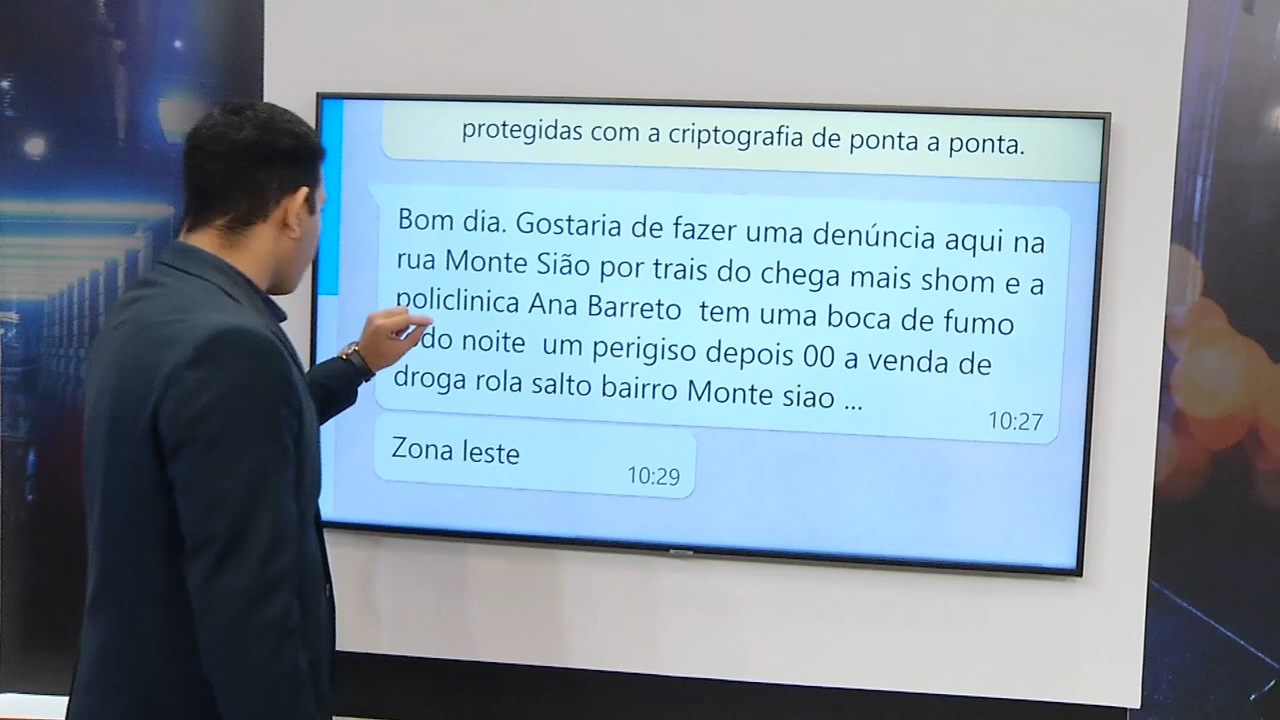 protegidas com a criptografia de ponta a ponta.
Bom dia. Gostaria de fazer uma denúncia aqui na
rua Monte Sião por trais do chega mais shom e a
policlinica Ana Barreto tem uma boca de fumo
noite um perigiso depois 00 a venda de
droga rola salto bairro Monte siao ...
10:27
Zona leste
10:29